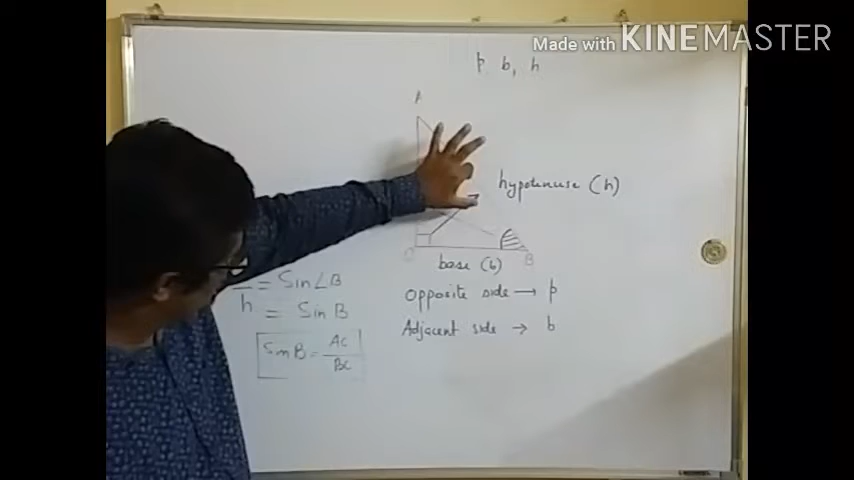 Made with KINEMASTER
p b, h
A
hypotenuse (h)
B
base (b)
h = Sin∠B
= Sin B
Opposite side → p
Adjacent side → b
Sin B = AC
BC